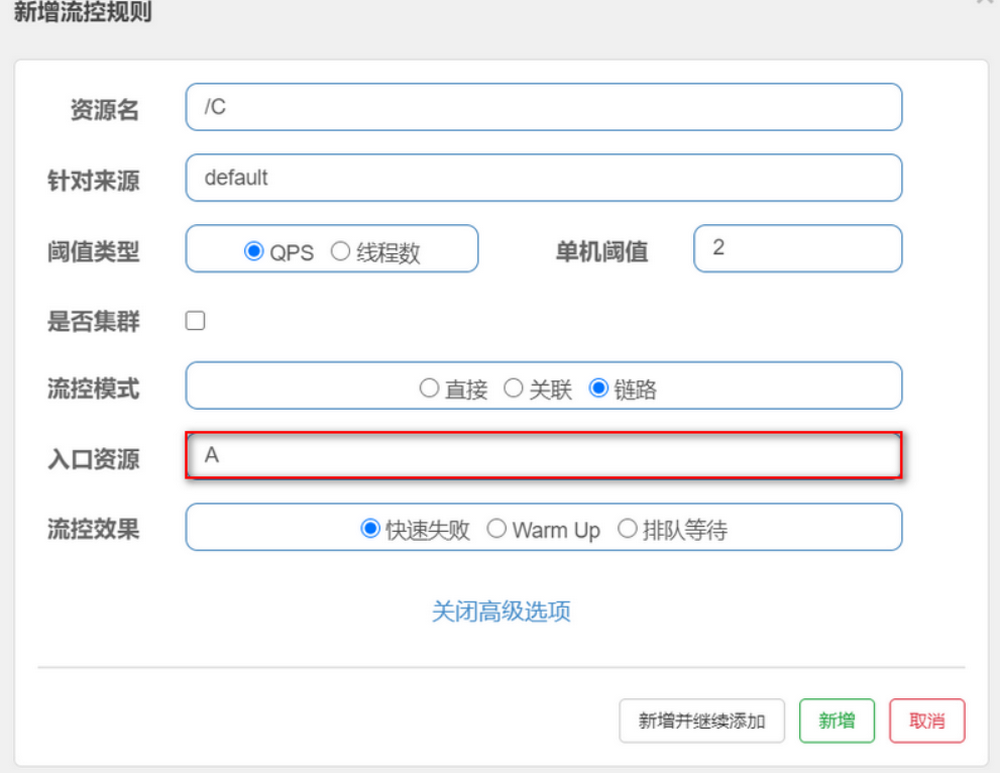 新增流控规则
资源名 /C
针对来源 default
阈值类型 QPS 线程数 单机阈值 2
是否集群
流控模式 直接 关联 链路
入口资源 A
流控效果 快速失败 Warm Up 排队等待
关闭高级选项
新增并继续添加 新增 取消